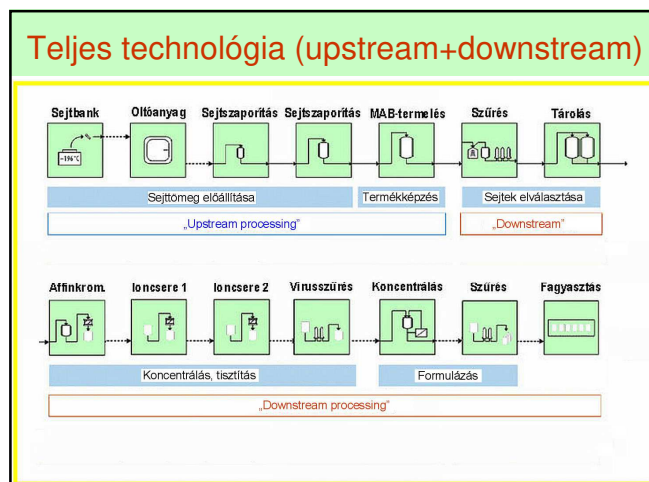 Teljes technológia (upstream+downstream)
Sejtbank Oltóanyag Sejtszaporítás Sejtszaporítás MAB-termelés Szűrés Tárolás
-196°C
Sejttömeg előállítása Termékképzés Sejtek elválasztása
„Upstream processing” „Downstream”
Affinkrom. Ioncsere 1 Ioncsere 2 Vírusszűrés Koncentrálás Szűrés Fagyasztás
Koncentrálás, tisztítás Formulázás
„Downstream processing”